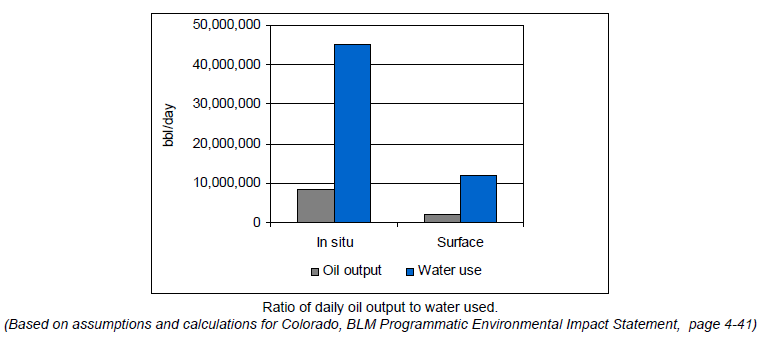 50,000,000
40,000,000
30,000,000
20,000,000
10,000,000
0
bbl/day
In situ
Surface
Oil output
Water use
Ratio of daily oil output to water used.
(Based on assumptions and calculations for Colorado, BLM Programmatic Environmental Impact Statement,  page 4-41)